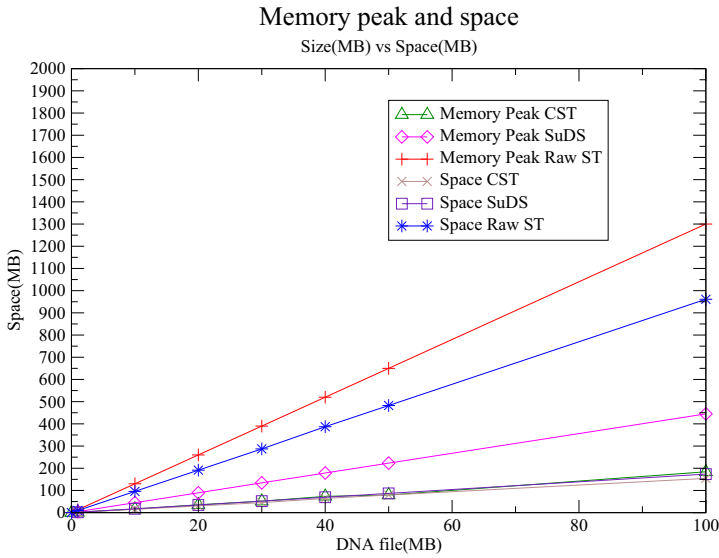 Memory peak and space
Size(MB) vs Space(MB)
2000
1900
1800
1700
1600
1500
1400
1300
1200
1100
1000
900
800
700
600
500
400
300
200
100
0
Space(MB)
Memory Peak CST
Memory Peak SuDS
Memory Peak Raw ST
Space CST
Space SuDS
Space Raw ST
0 20 40 60 80 100
DNA file(MB)